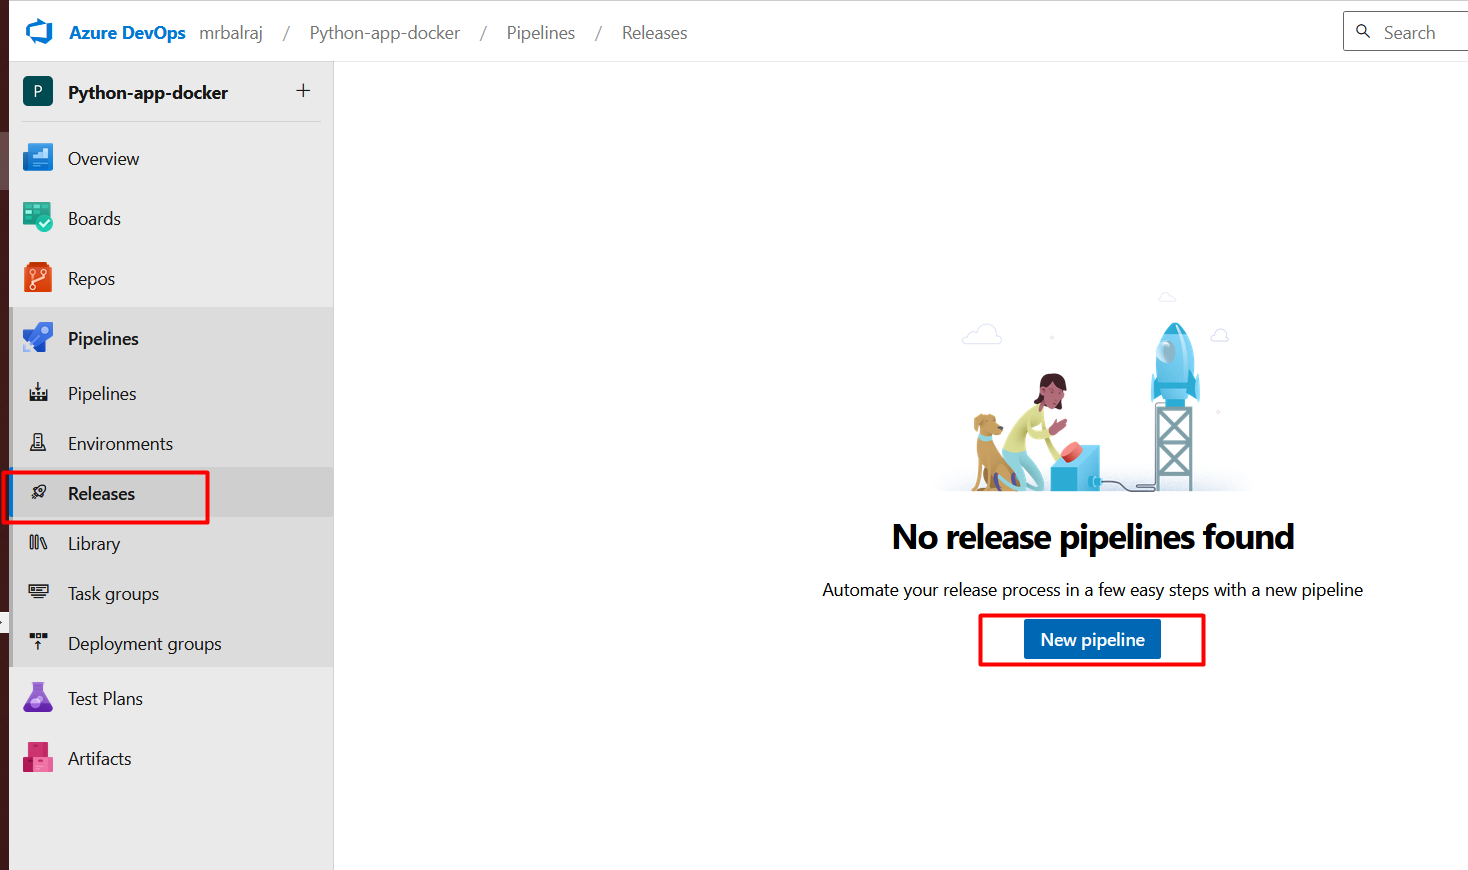 Azure DevOps mrbalraj / Python-app-docker / Pipelines / Releases
Search
P Python-app-docker +
Overview
Boards
Repos
Pipelines
Pipelines
Environments
Releases
Library
Task groups
Deployment groups
Test Plans
Artifacts
No release pipelines found
Automate your release process in a few easy steps with a new pipeline
New pipeline